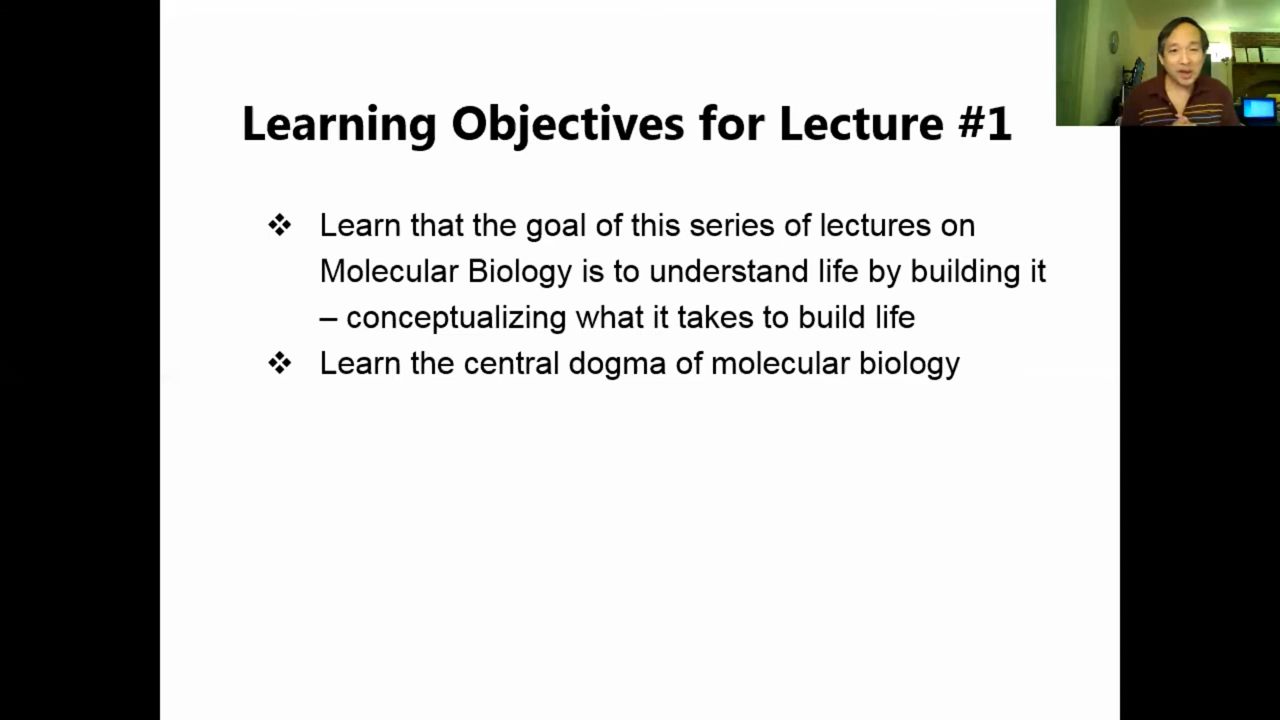 Learning Objectives for Lecture #1
❖ Learn that the goal of this series of lectures on
Molecular Biology is to understand life by building it
– conceptualizing what it takes to build life
❖ Learn the central dogma of molecular biology